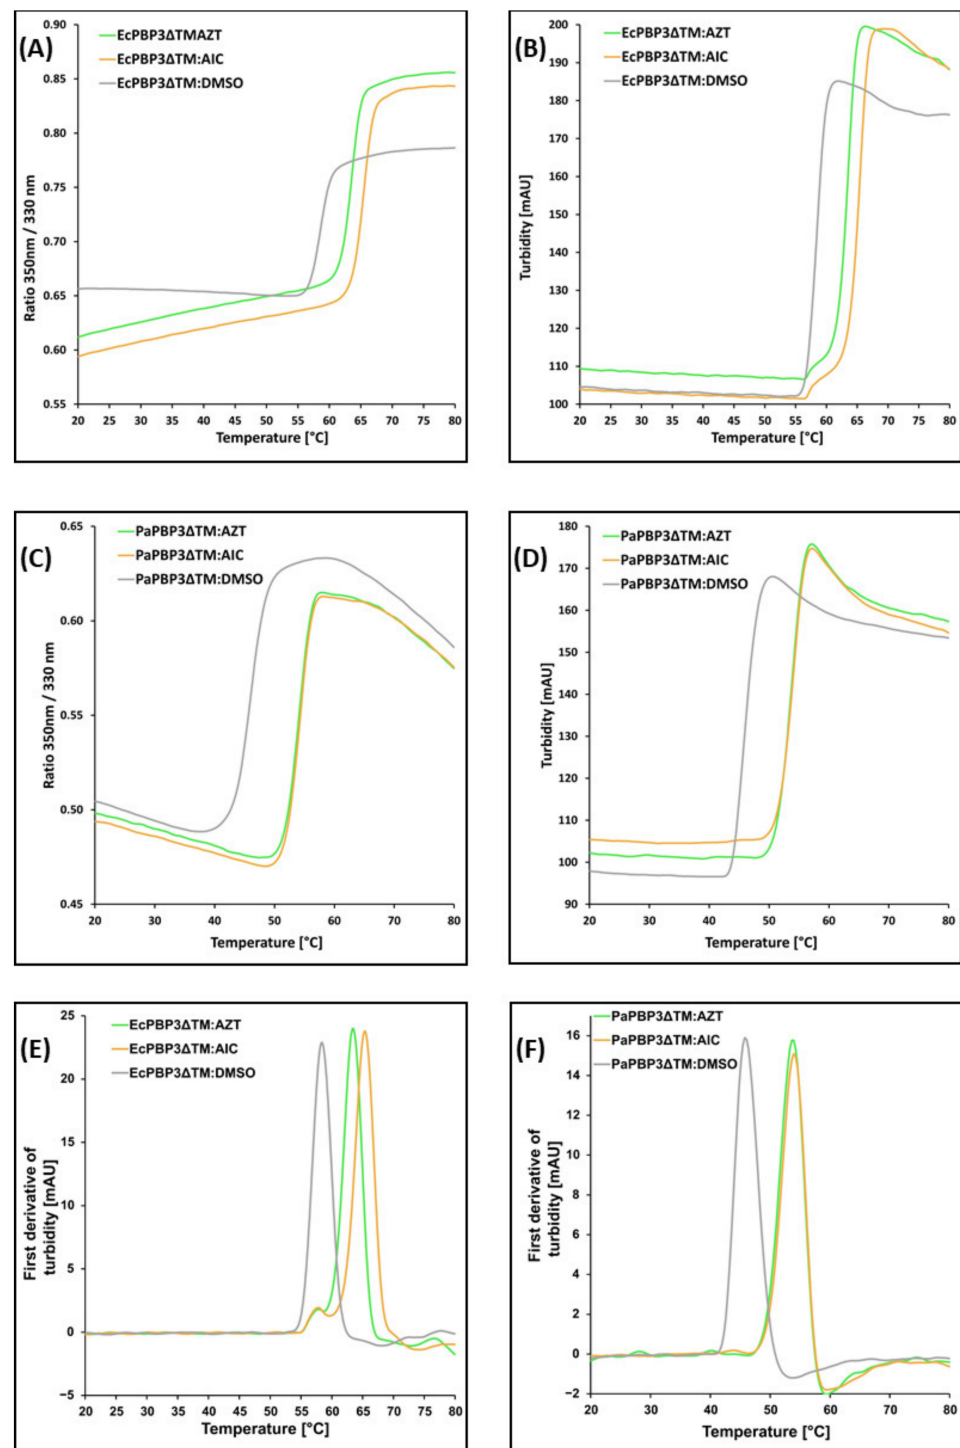 (A)
EcPBP3ΔTMAZT
EcPBP3ΔTM:AIC
EcPBP3ΔTM:DMSO
Ratio 350nm / 330 nm
0.90
0.85
0.80
0.75
0.70
0.65
0.60
0.55
20 25 30 35 40 45 50 55 60 65 70 75 80
Temperature [°C]
(B)
EcPBP3ΔTM:AZT
EcPBP3ΔTM:AIC
EcPBP3ΔTM:DMSO
Turbidity [mAU]
200
190
180
170
160
150
140
130
120
110
100
20 25 30 35 40 45 50 55 60 65 70 75 80
Temperature [°C]
(C)
PaPBP3ΔTM:AZT
PaPBP3ΔTM:AIC
PaPBP3ΔTM:DMSO
Ratio 350nm / 330 nm
0.65
0.60
0.55
0.50
0.45
20 30 40 50 60 70 80
Temperature [°C]
(D)
PaPBP3ΔTM:AZT
PaPBP3ΔTM:AIC
PaPBP3ΔTM:DMSO
Turbidity [mAU]
180
170
160
150
140
130
120
110
100
90
20 30 40 50 60 70 80
Temperature [°C]
(E)
EcPBP3ΔTM:AZT
EcPBP3ΔTM:AIC
EcPBP3ΔTM:DMSO
First derivative of
turbidity [mAU]
25
20
15
10
5
0
−5
20 25 30 35 40 45 50 55 60 65 70 75 80
Temperature [°C]
(F)
PaPBP3ΔTM:AZT
PaPBP3ΔTM:AIC
PaPBP3ΔTM:DMSO
First derivative of
turbidity [mAU]
16
14
12
10
8
6
4
2
0
−2
20 30 40 50 60 70 80
Temperature [°C]